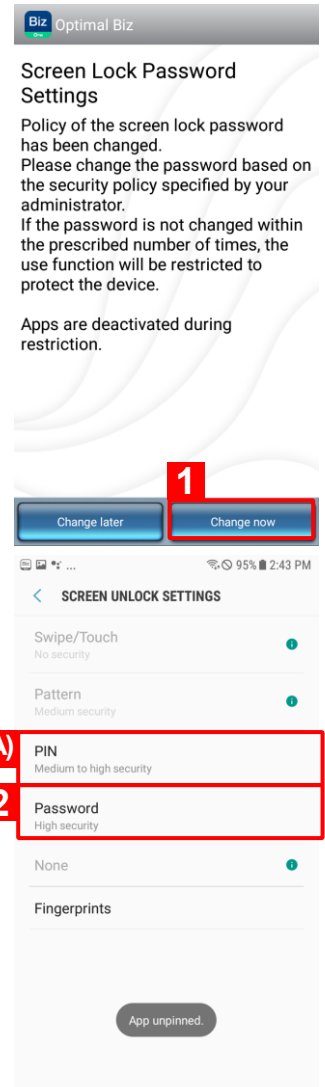 Biz
Optimal Biz
Screen Lock Password
Settings
Policy of the screen lock password
has been changed.
Please change the password based on
the security policy specified by your
administrator.
If the password is not changed within
the prescribed number of times, the
use function will be restricted to
protect the device.
Apps are deactivated during
restriction.
1
Change later
Change now
... 95% 2:43 PM
< SCREEN UNLOCK SETTINGS
Swipe/Touch
No security
Pattern
Medium security
A)
PIN
Medium to high security
2
Password
High security
None
Fingerprints
App unpinned.